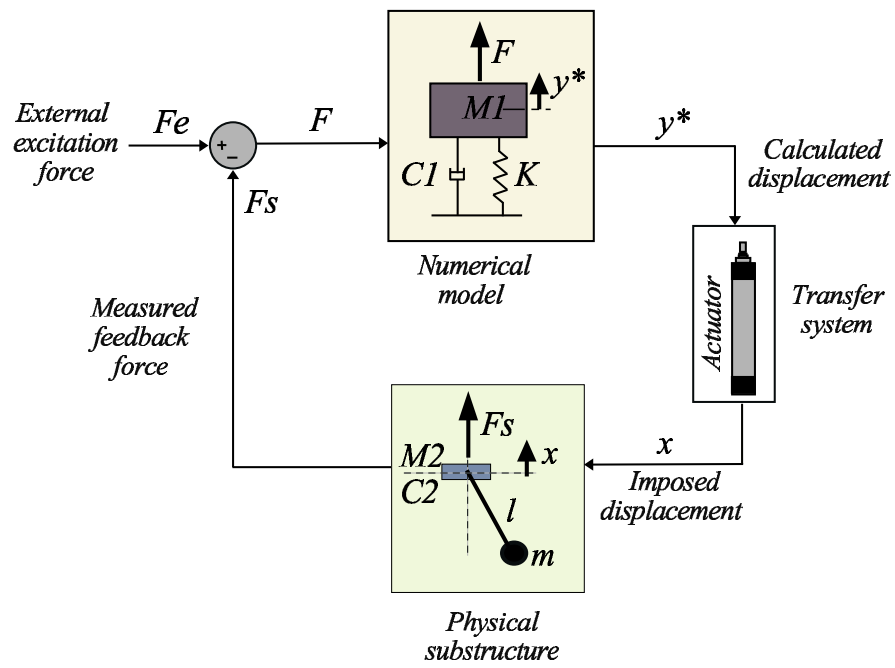 External
excitation
force
Fe
+
−
F
F
M1
y*
C1
K
Numerical
model
y*
Calculated
displacement
Actuator
Transfer
system
x
Imposed
displacement
Fs
M2
C2
x
l
m
Physical
substructure
Fs
Measured
feedback
force